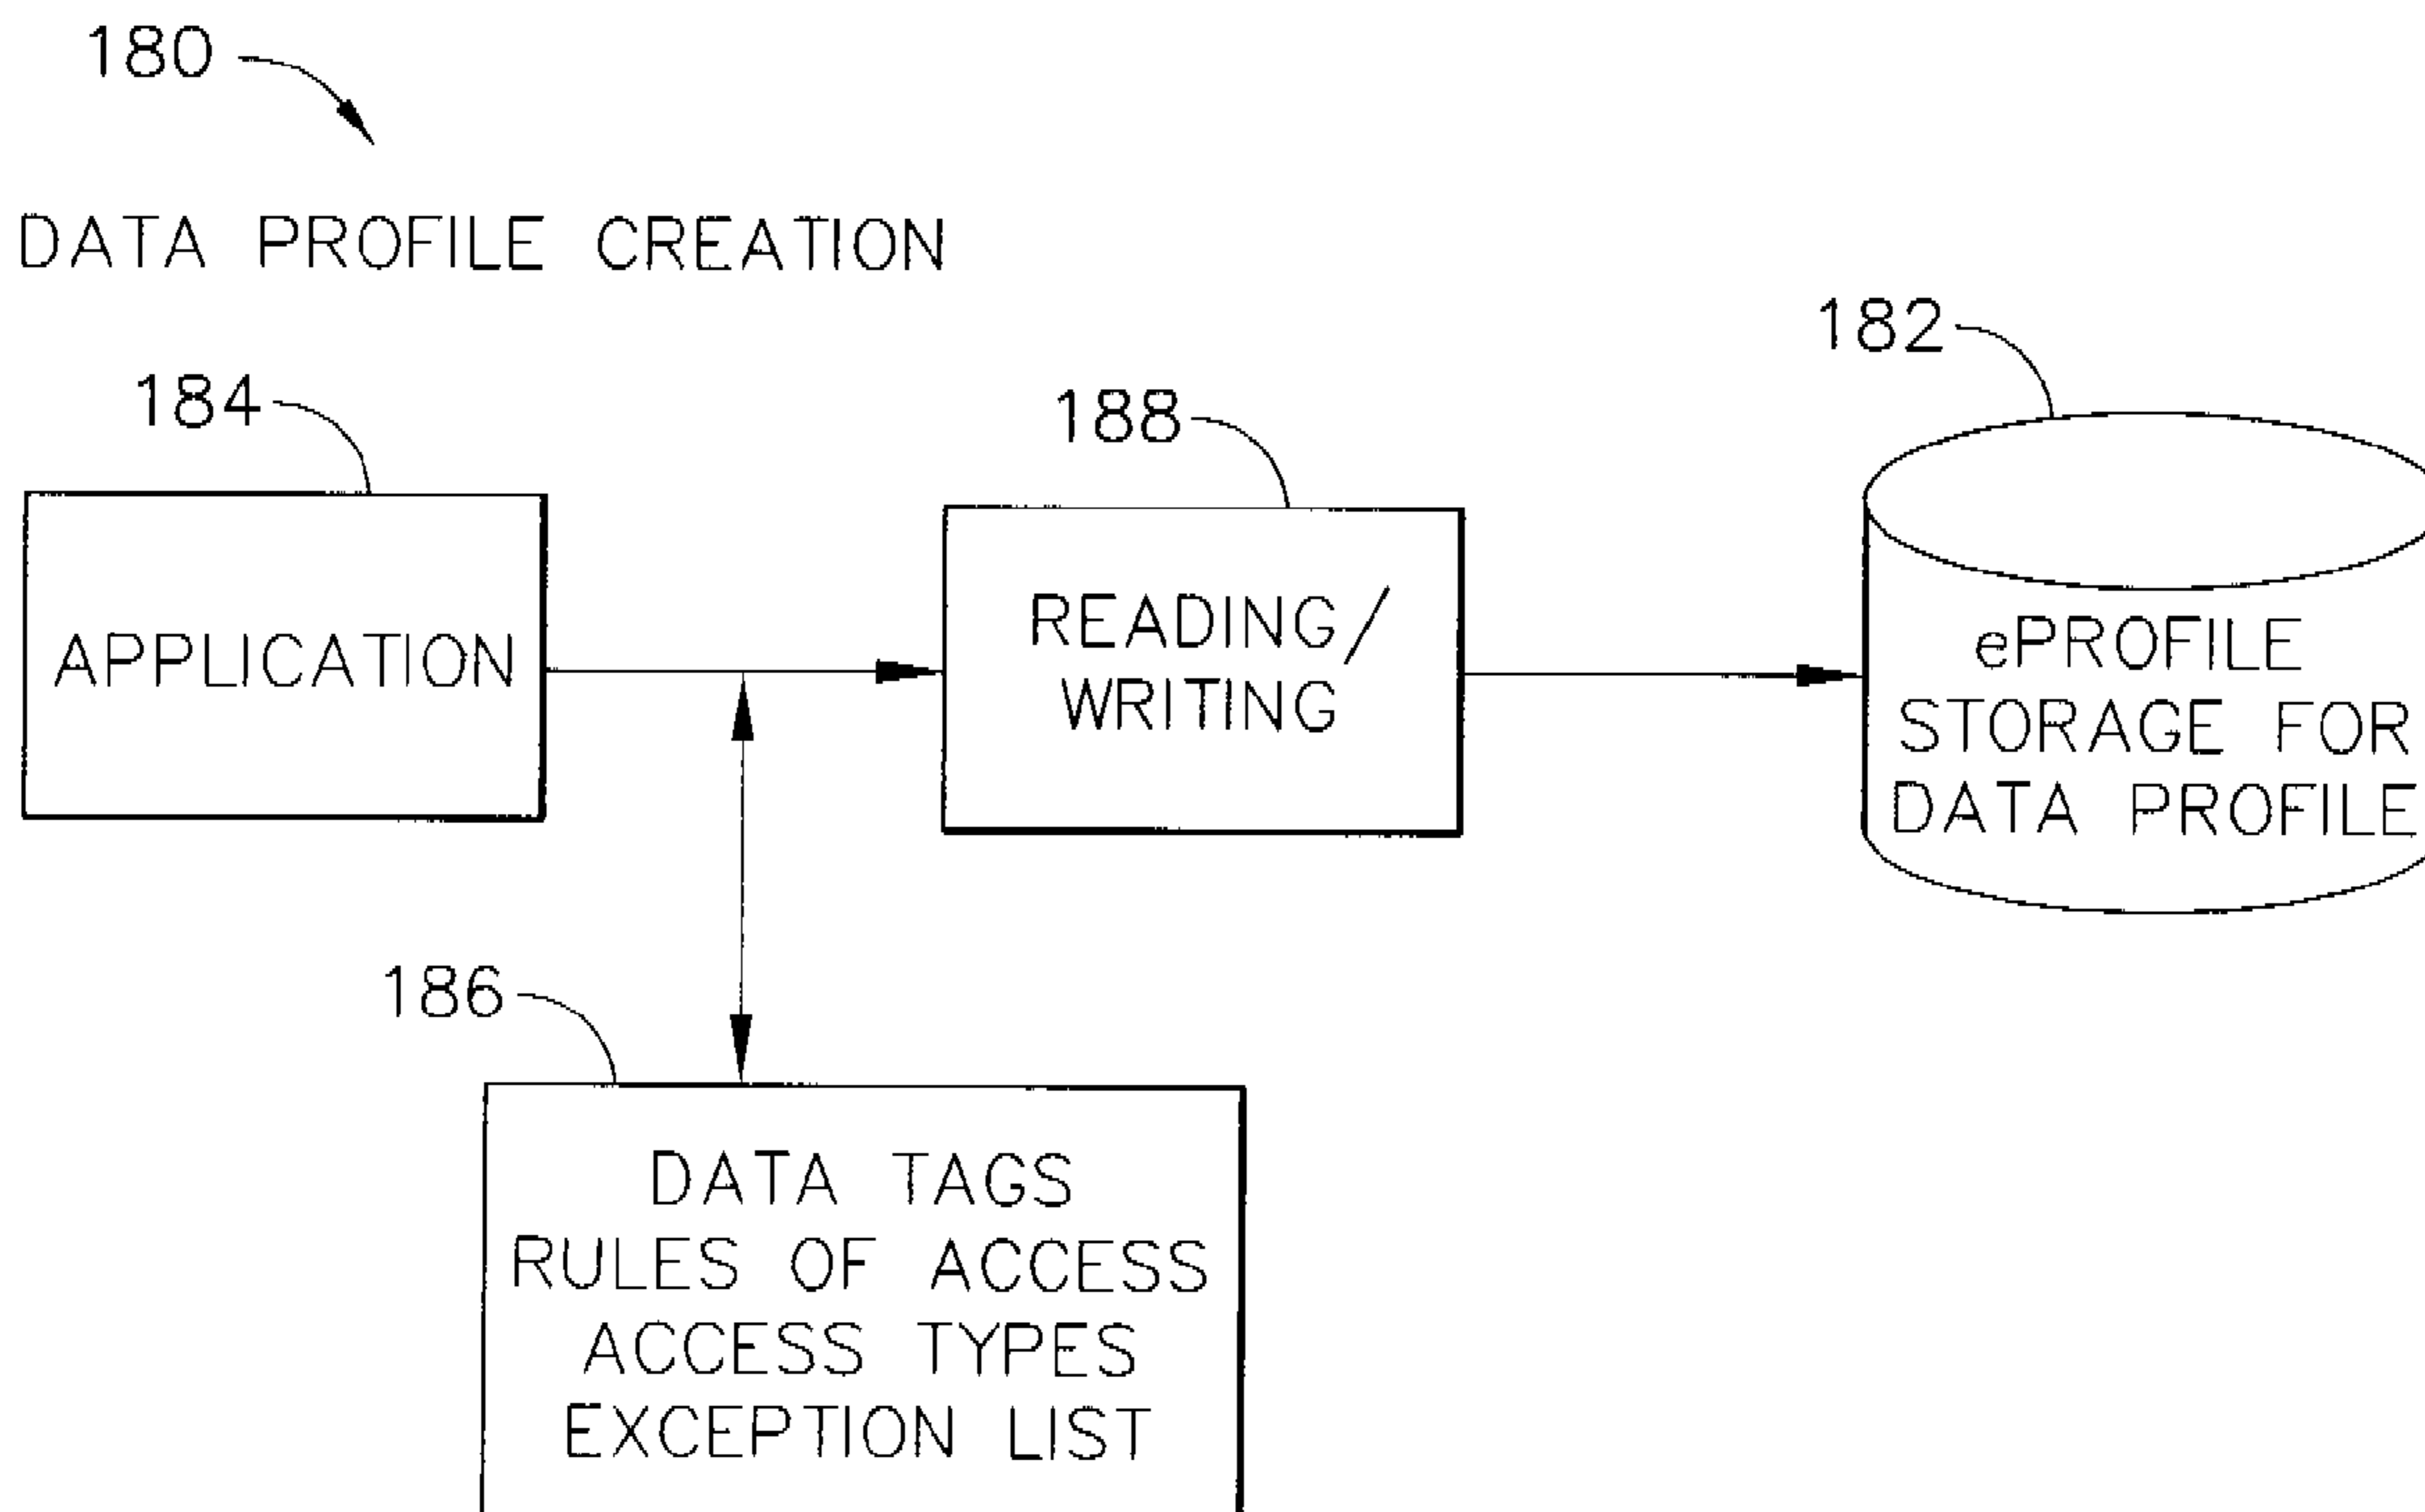 180
DATA PROFILE CREATION
182
184
188
APPLICATION
READING/
WRITING
ePROFILE
STORAGE FOR
DATA PROFILE
186
DATA TAGS
RULES OF ACCESS
ACCESS TYPES
EXCEPTION LIST